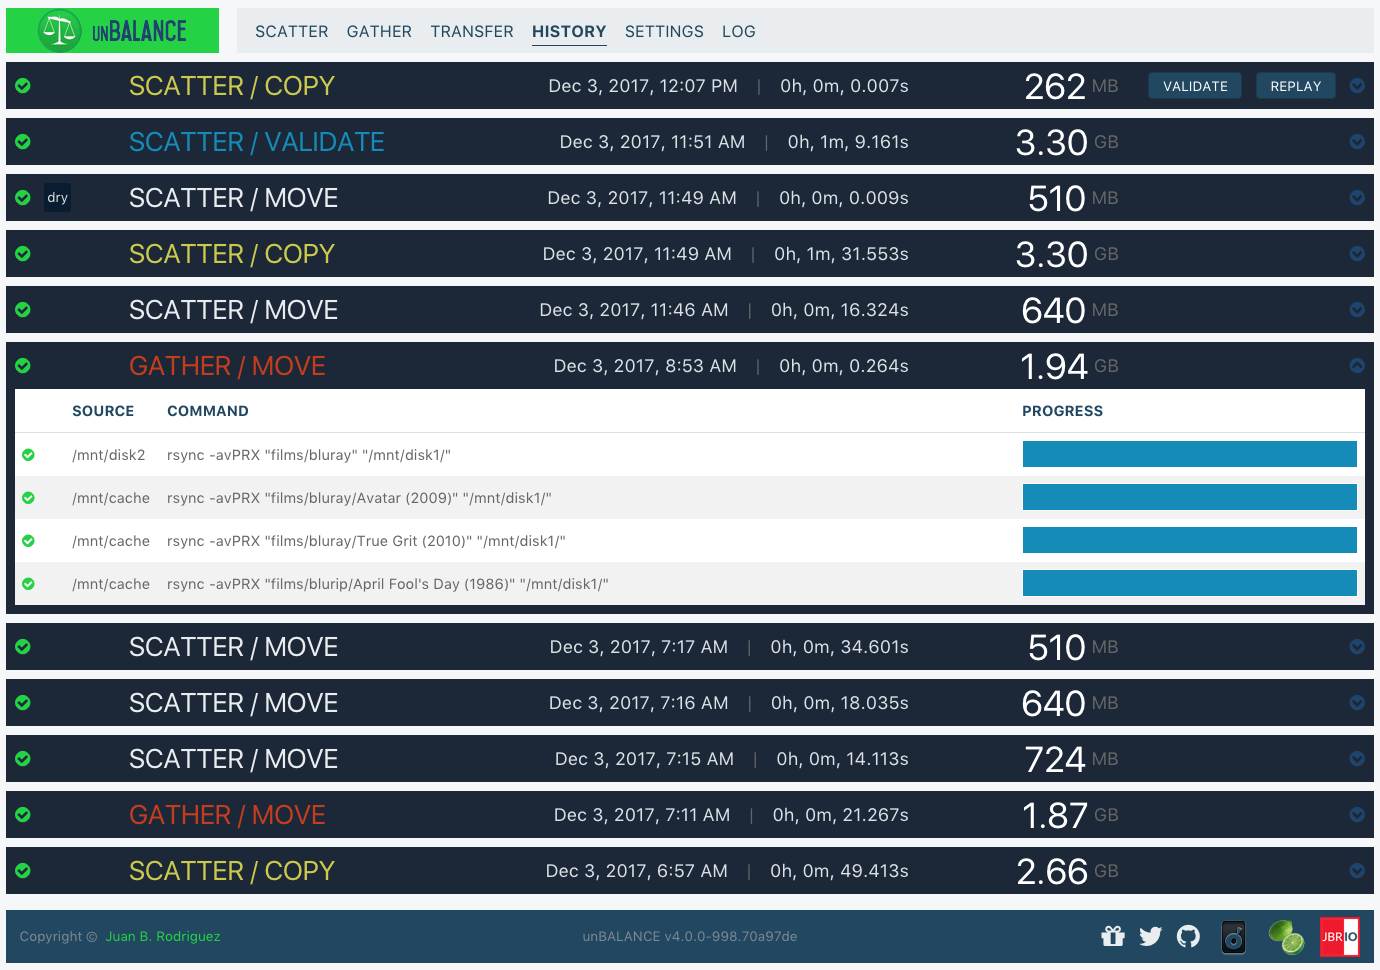 unBALANCE SCATTER GATHER TRANSFER HISTORY SETTINGS LOG
SCATTER / COPY Dec 3, 2017, 12:07 PM | 0h, 0m, 0.007s 262 MB VALIDATE REPLAY
SCATTER / VALIDATE Dec 3, 2017, 11:51 AM | 0h, 1m, 9.161s 3.30 GB
dry SCATTER / MOVE Dec 3, 2017, 11:49 AM | 0h, 0m, 0.009s 510 MB
SCATTER / COPY Dec 3, 2017, 11:49 AM | 0h, 1m, 31.553s 3.30 GB
SCATTER / MOVE Dec 3, 2017, 11:46 AM | 0h, 0m, 16.324s 640 MB
GATHER / MOVE Dec 3, 2017, 8:53 AM | 0h, 0m, 0.264s 1.94 GB
SOURCE COMMAND PROGRESS
/mnt/disk2 rsync -avPRX "films/bluray" "/mnt/disk1/"
/mnt/cache rsync -avPRX "films/bluray/Avatar (2009)" "/mnt/disk1/"
/mnt/cache rsync -avPRX "films/bluray/True Grit (2010)" "/mnt/disk1/"
/mnt/cache rsync -avPRX "films/blurip/April Fool's Day (1986)" "/mnt/disk1/"
SCATTER / MOVE Dec 3, 2017, 7:17 AM | 0h, 0m, 34.601s 510 MB
SCATTER / MOVE Dec 3, 2017, 7:16 AM | 0h, 0m, 18.035s 640 MB
SCATTER / MOVE Dec 3, 2017, 7:15 AM | 0h, 0m, 14.113s 724 MB
GATHER / MOVE Dec 3, 2017, 7:11 AM | 0h, 0m, 21.267s 1.87 GB
SCATTER / COPY Dec 3, 2017, 6:57 AM | 0h, 0m, 49.413s 2.66 GB
Copyright © Juan B. Rodriguez unBALANCE v4.0.0-998.70a97de JBRIO